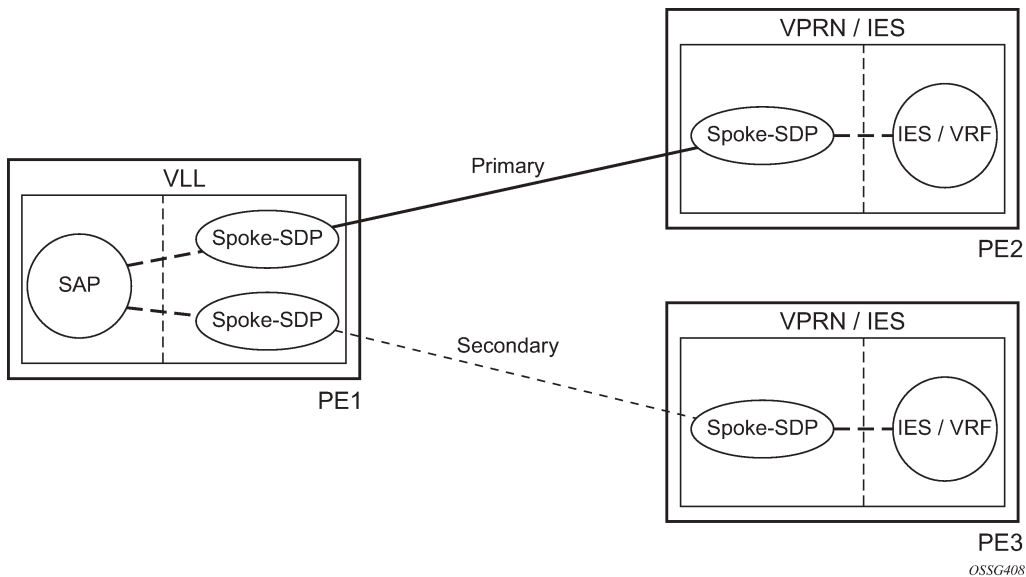 VPRN / IES
Spoke-SDP
IES / VRF
PE2
Primary
VLL
Spoke-SDP
SAP
Spoke-SDP
PE1
Secondary
VPRN / IES
Spoke-SDP
IES / VRF
PE3
OSSG408